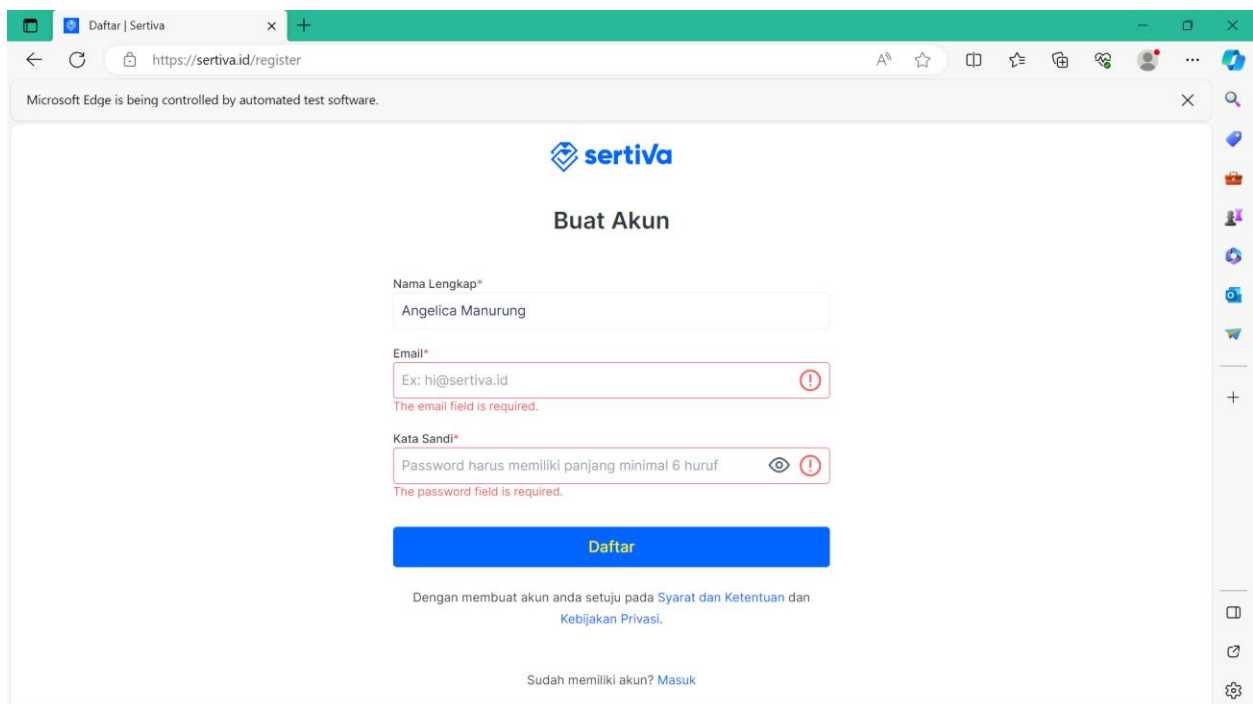 Daftar | Sertiva
https://sertiva.id/register
Microsoft Edge is being controlled by automated test software.
sertiva
Buat Akun
Nama Lengkap*
Angelica Manurung
Email*
Ex: hi@sertiva.id
The email field is required.
Kata Sandi*
Password harus memiliki panjang minimal 6 huruf
The password field is required.
Daftar
Dengan membuat akun anda setuju pada Syarat dan Ketentuan dan
Kebijakan Privasi.
Sudah memiliki akun? Masuk